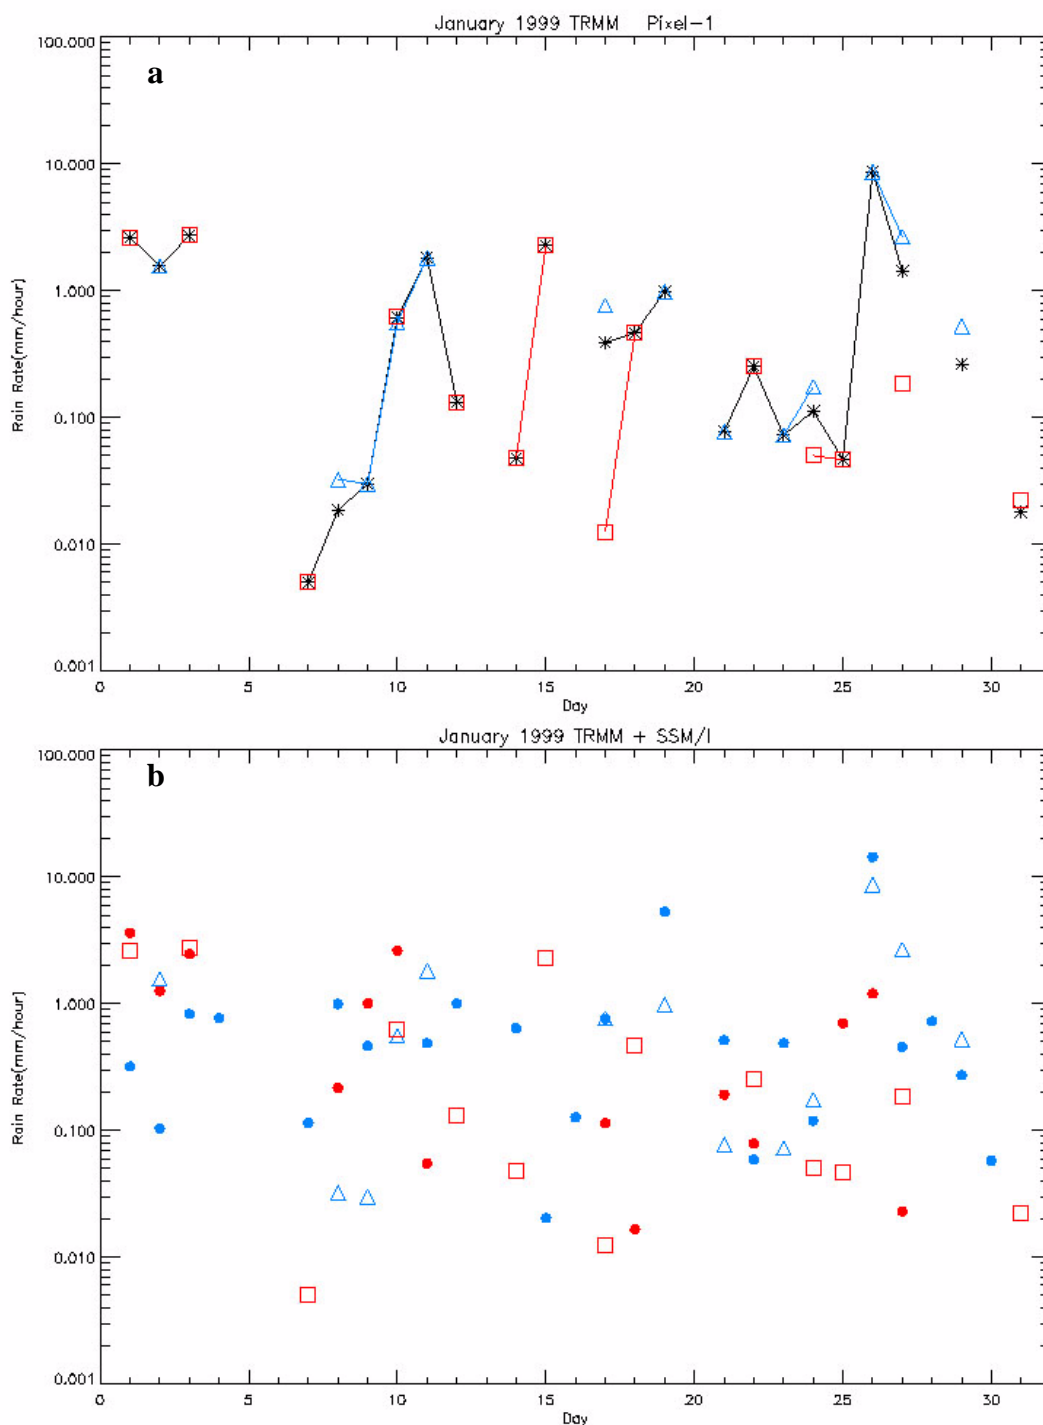 January 1999 TRMM Pixel-1
a
100.000
10.000
1.000
0.100
0.010
0.001
Rain Rate(mm/hour)
0 5 10 15 20 25 30
Day
January 1999 TRMM + SSM/I
b
100.000
10.000
1.000
0.100
0.010
0.001
Rain Rate(mm/hour)
0 5 10 15 20 25 30
Day